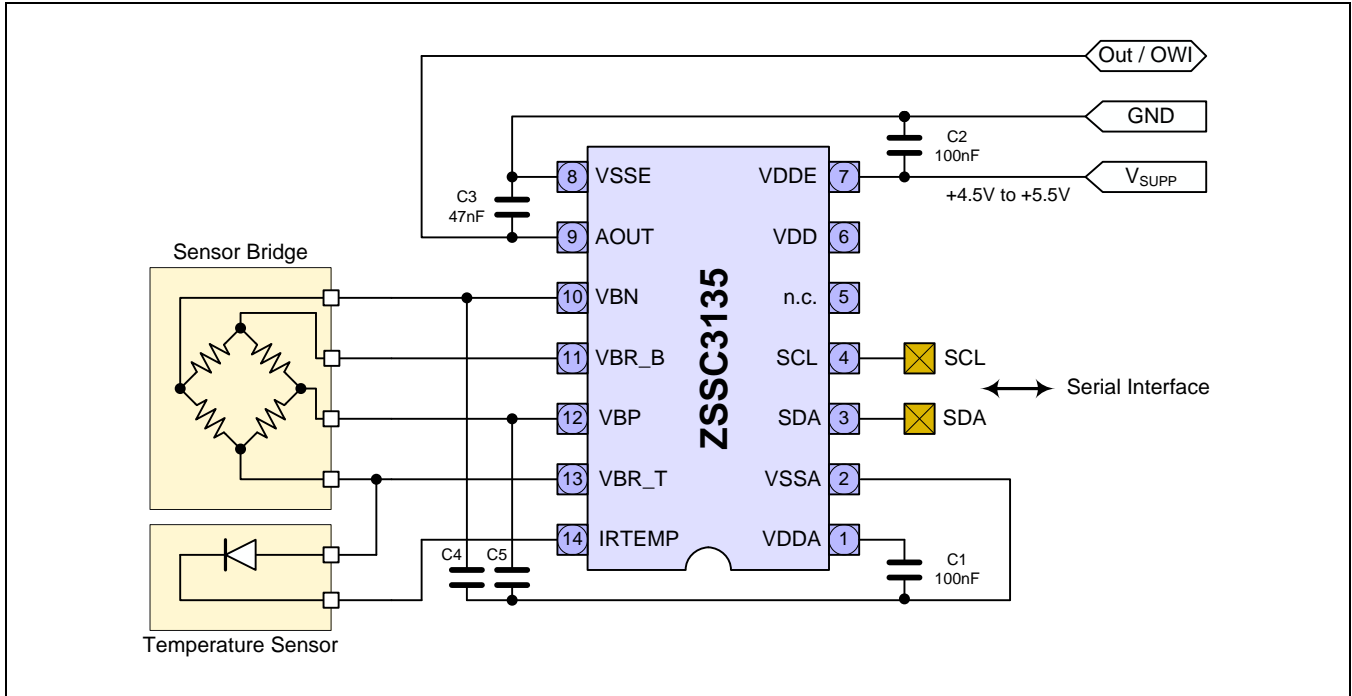 Out / OWI
GND
C2
100nF
V_SUPP
+4.5V to +5.5V
8 VSSE
VDDE 7
C3
47nF
9 AOUT
VDD 6
Sensor Bridge
10 VBN
n.c. 5
ZSSC3135
11 VBR_B
SCL 4
SCL
Serial Interface
12 VBP
SDA 3
SDA
13 VBR_T
VSSA 2
14 IRTEMP
VDDA 1
C4
C5
C1
100nF
Temperature Sensor